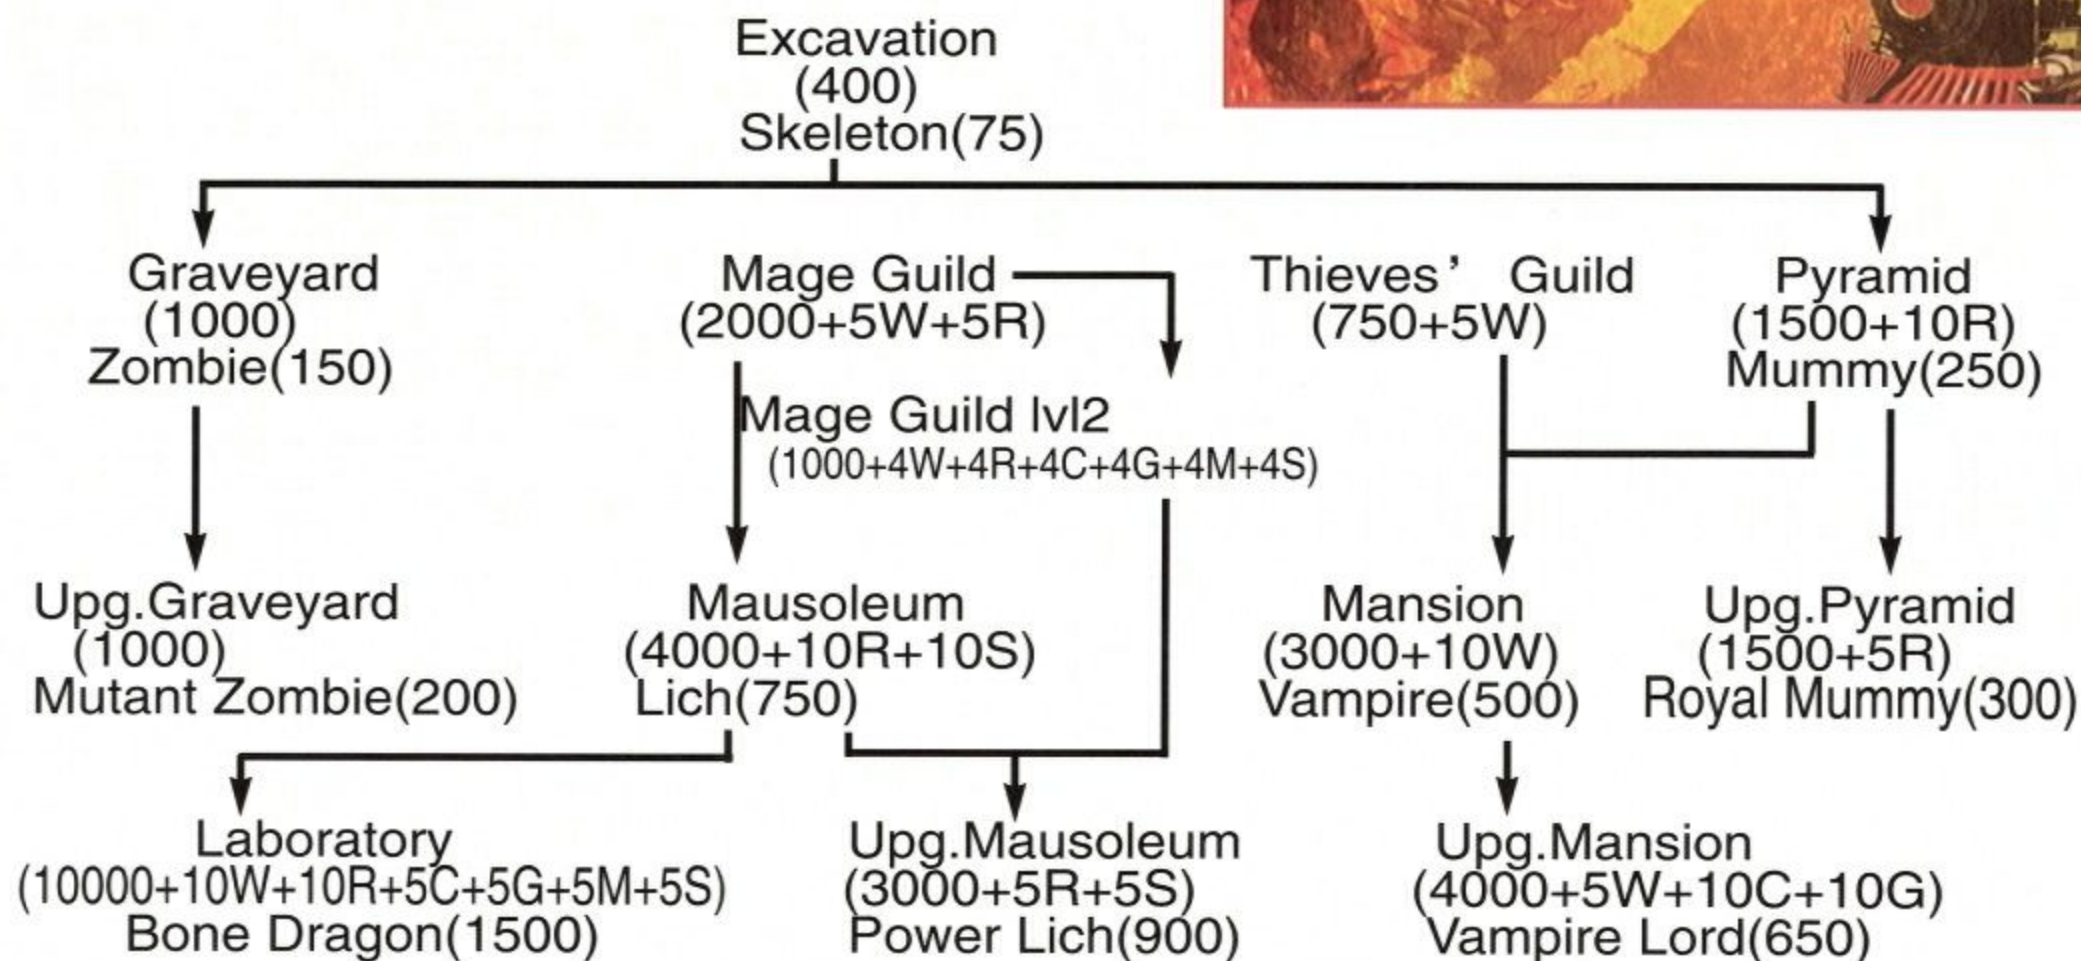 Excavation
(400)
Skeleton(75)
Graveyard
(1000)
Zombie(150)
Mage Guild
(2000+5W+5R)
Thieves’ Guild
(750+5W)
Pyramid
(1500+10R)
Mummy(250)
Mage Guild lvl2
(1000+4W+4R+4C+4G+4M+4S)
Upg.Graveyard
(1000)
Mutant Zombie(200)
Mausoleum
(4000+10R+10S)
Lich(750)
Mansion
(3000+10W)
Vampire(500)
Upg.Pyramid
(1500+5R)
Royal Mummy(300)
Laboratory
(10000+10W+10R+5C+5G+5M+5S)
Bone Dragon(1500)
Upg.Mausoleum
(3000+5R+5S)
Power Lich(900)
Upg.Mansion
(4000+5W+10C+10G)
Vampire Lord(650)